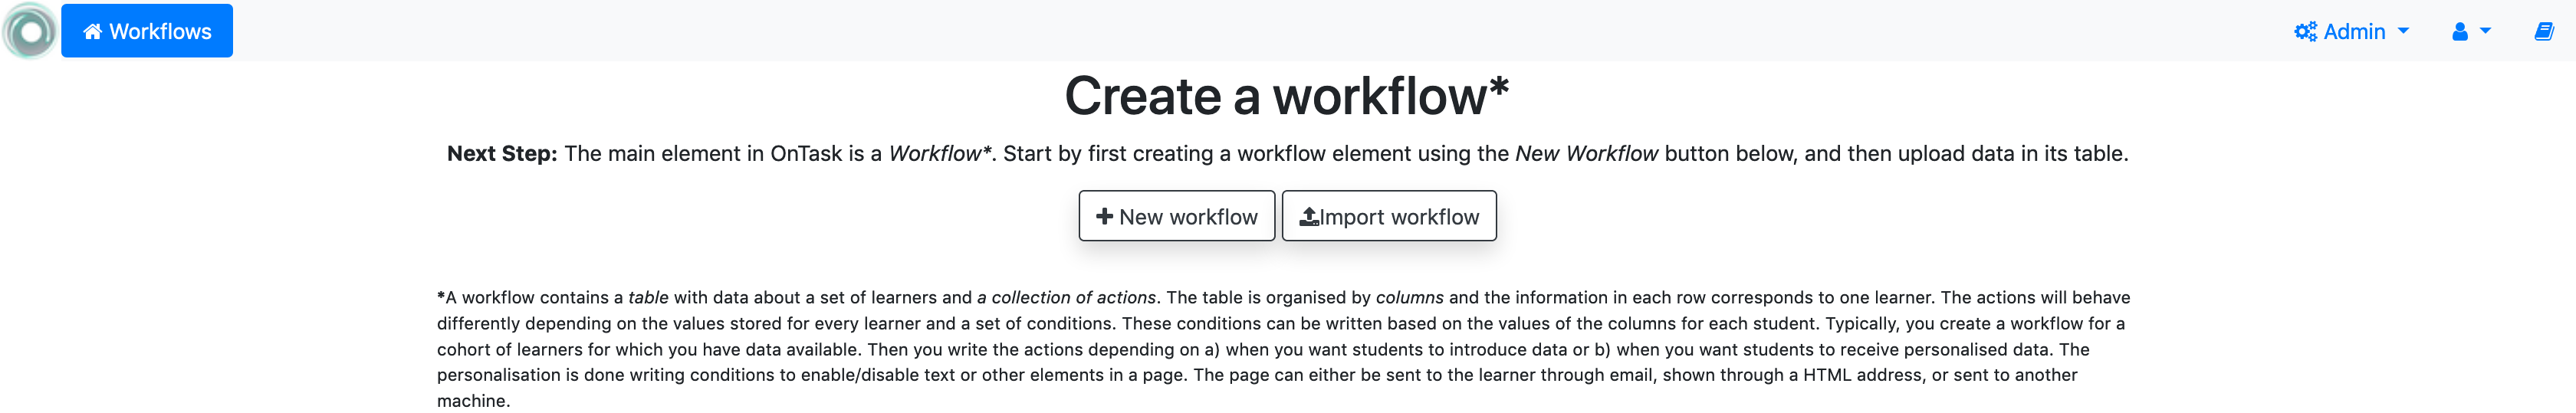 Workflows
Admin
Create a workflow*
Next Step: The main element in OnTask is a Workflow*. Start by first creating a workflow element using the New Workflow button below, and then upload data in its table.
New workflow
Import workflow
*A workflow contains a table with data about a set of learners and a collection of actions. The table is organised by columns and the information in each row corresponds to one learner. The actions will behave
differently depending on the values stored for every learner and a set of conditions. These conditions can be written based on the values of the columns for each student. Typically, you create a workflow for a
cohort of learners for which you have data available. Then you write the actions depending on a) when you want students to introduce data or b) when you want students to receive personalised data. The
personalisation is done writing conditions to enable/disable text or other elements in a page. The page can either be sent to the learner through email, shown through a HTML address, or sent to another
machine.